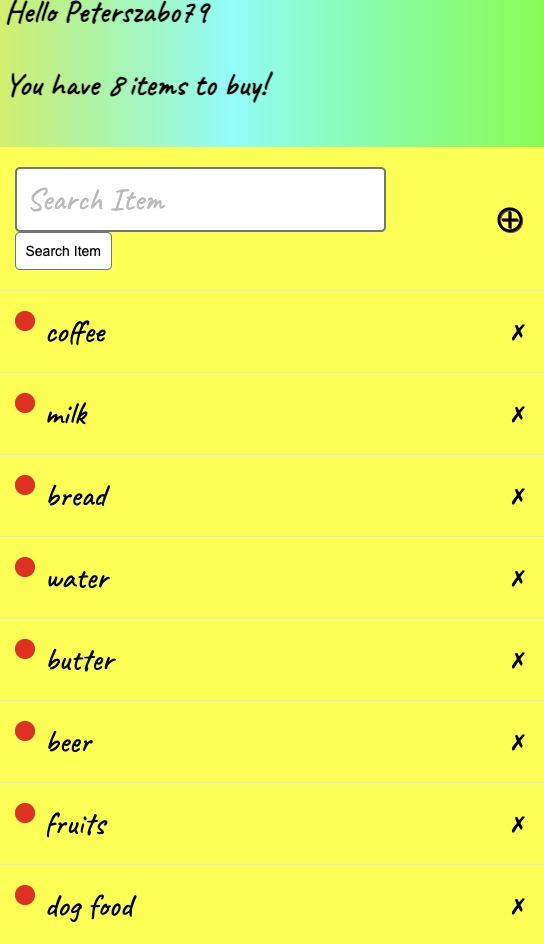 Hello Peterszabo79
You have 8 items to buy!
Search Item
Search Item
coffee
✗
milk
✗
bread
✗
water
✗
butter
✗
beer
✗
fruits
✗
dog food
✗